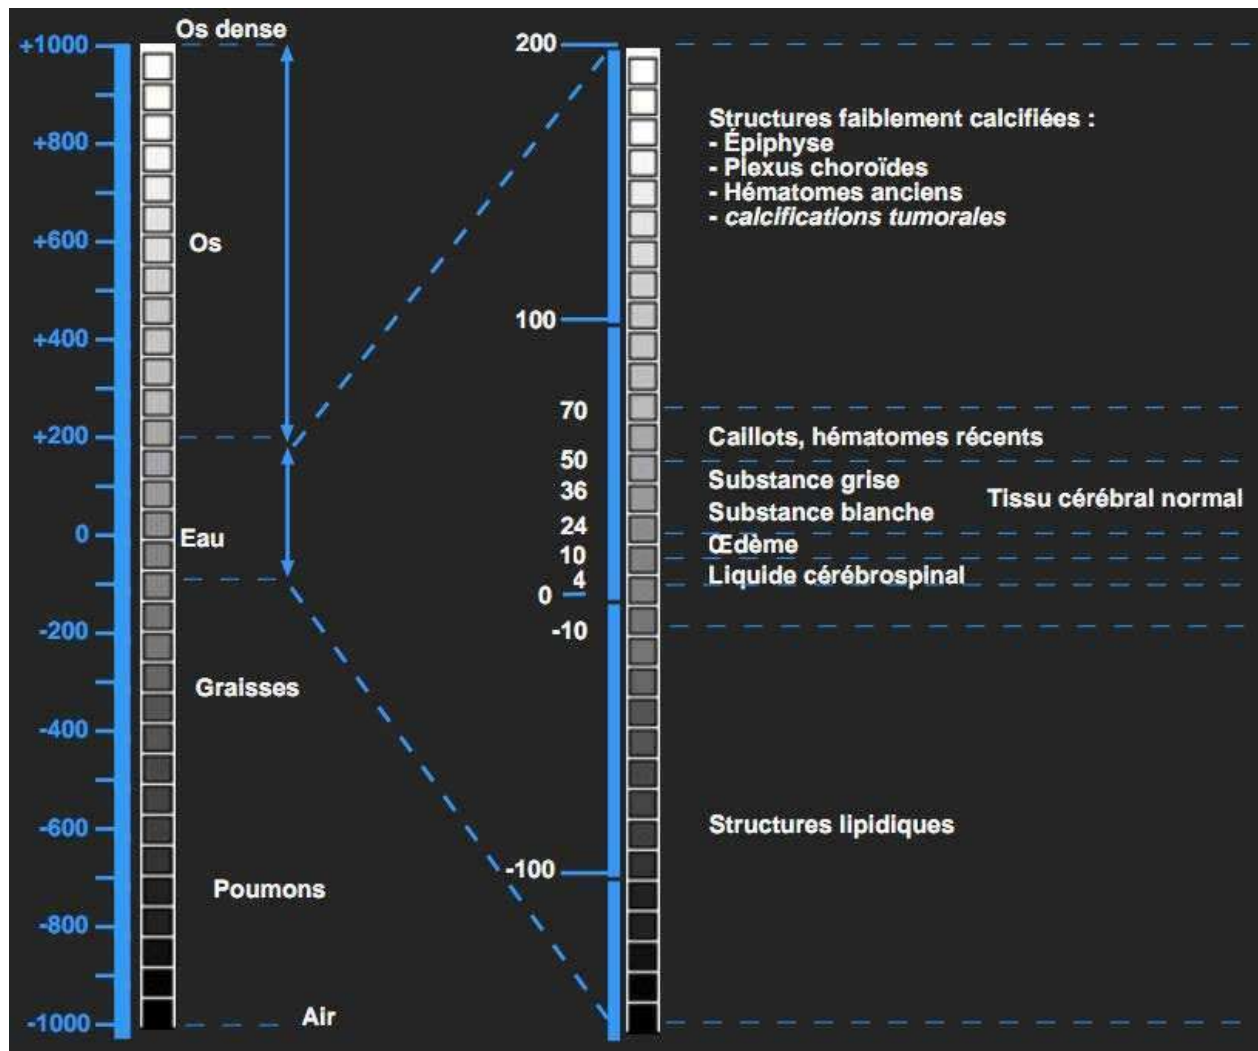 Os dense
+1000
+800
+600
Os
+400
+200
0
Eau
-200
Graisses
-400
-600
Poumons
-800
-1000
Air
200
100
70
50
36
24
10
4
0
-10
-100
Structures faiblement calcifiées :
- Épiphyse
- Plexus choroïdes
- Hématomes anciens
- calcifications tumorales
Caillots, hématomes récents
Substance grise
Tissu cérébral normal
Substance blanche
Œdème
Liquide cérébrospinal
Structures lipidiques